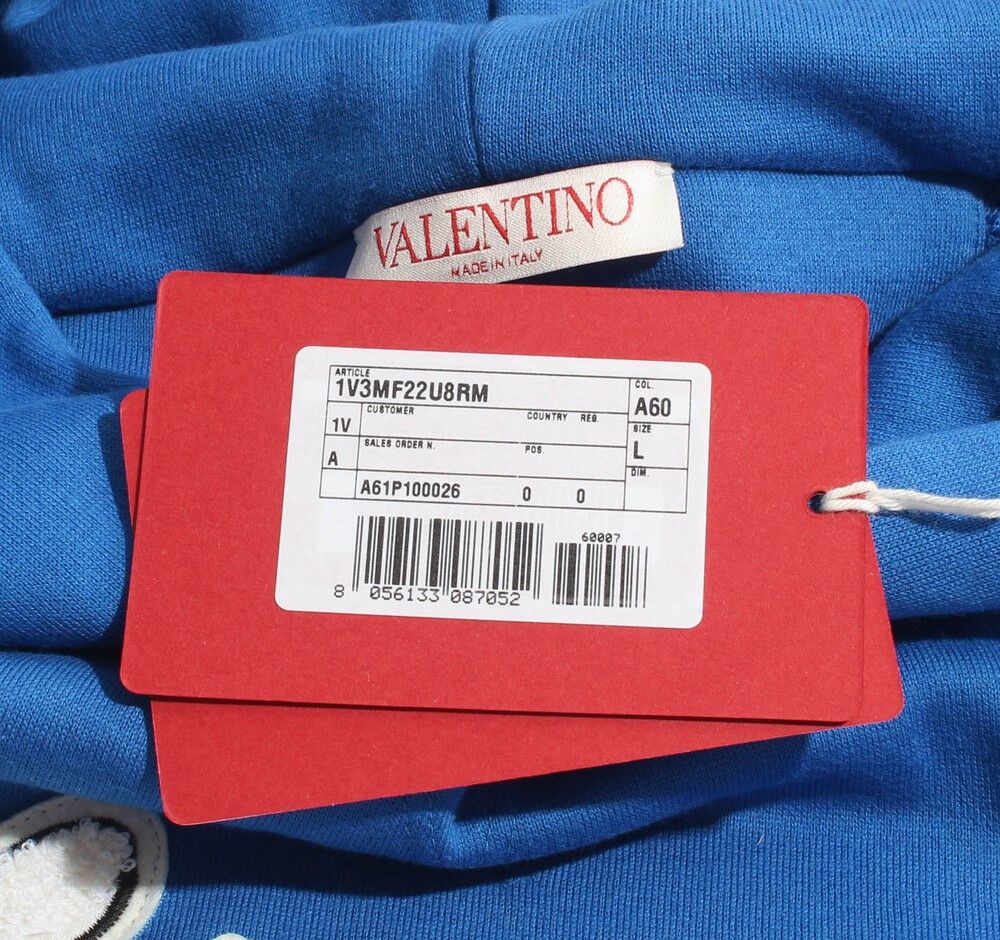 VALENTINO
MADE IN ITALY
ARTICLE
1V3MF22U8RM
COL.
A60
1V
CUSTOMER
COUNTRY REG.
SIZE
L
A
SALES ORDER N.
POS.
DIM.
A61P100026 0 0
60007
8 056133 087052